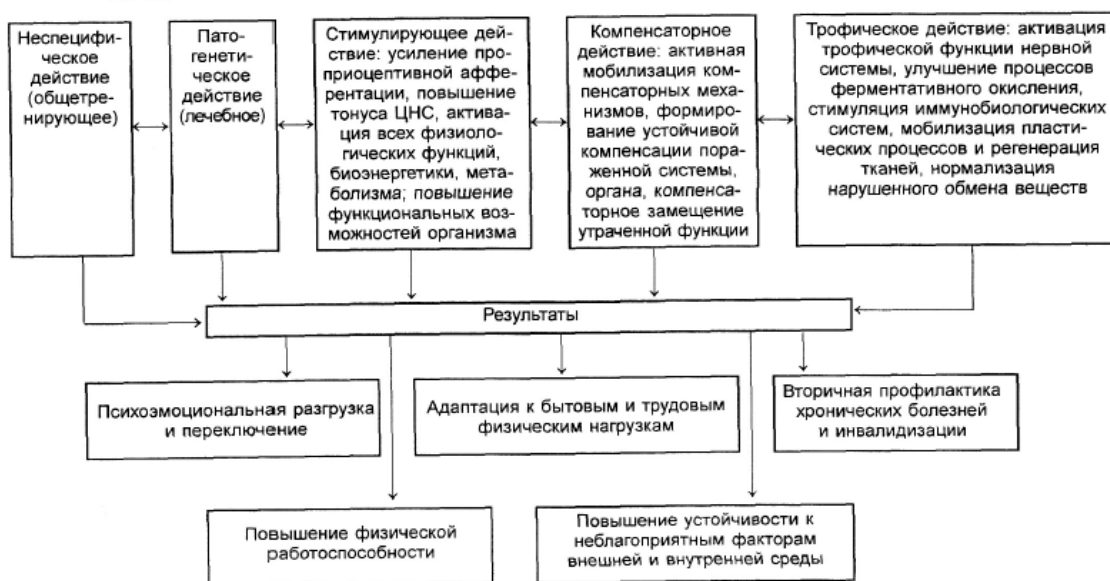 Неспецифи-
ческое
действие
(общетре-
нирующее)
Пато-
генети-
ческое
действие
(лечебное)
Стимулирующее дей-
ствие: усиление про-
приоцептивной аффе-
рентации, повышение
тонуса ЦНС, актива-
ция всех физиоло-
гических функций,
биоэнергетики, мета-
болизма; повышение
функциональных воз-
можностей организма
Компенсаторное
действие: активная
мобилизация ком-
пенсаторных меха-
низмов, формиро-
вание устойчивой
компенсации пора-
женной системы,
органа, компенса-
торное замещение
утраченной функции
Трофическое действие: активация
трофической функции нервной
системы, улучшение процессов
ферментативного окисления,
стимуляция иммунобиологических
систем, мобилизация пласти-
ческих процессов и регенерация
тканей, нормализация
нарушенного обмена веществ
Результаты
Психоэмоциональная разгрузка
и переключение
Адаптация к бытовым и трудовым
физическим нагрузкам
Вторичная профилактика
хронических болезней
и инвалидизации
Повышение физической
работоспособности
Повышение устойчивости к
неблагоприятным факторам
внешней и внутренней среды